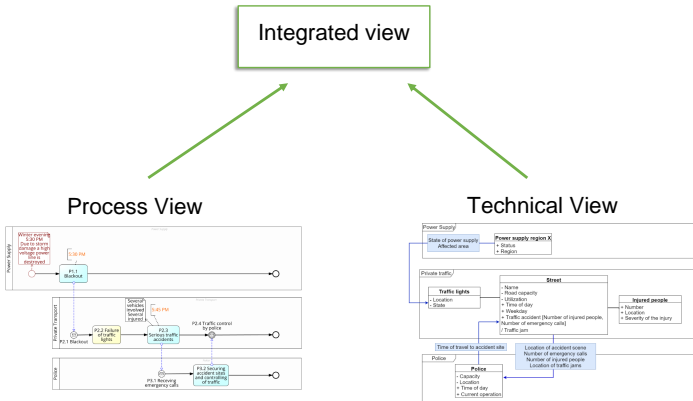 Integrated view
Process View
Technical View
Power Supply
Winter evening
5:30 PM
Due to storm
damage a high
voltage power
line is
destroyed
5:35 PM
P1.1
Blackout
Private Transport
P2.1 Blackout
P2.2 Failure
of traffic
lights
Several
vehicles
involved
Several
injured
5:45 PM
P2.3
Serious traffic
accidents
P2.4 Traffic control
by police
Police
P3.1 Receving
emergency calls
P3.2 Securing
accident sites
and controlling
of traffic
Power Supply
State of power supply
Affected area
Power supply region X
+ Status
+ Region
Private traffic
Traffic lights
- Location
- State
Street
- Name
- Road capacity
- Utilization
+ Time of day
+ Weekday
+ Traffic accident [Number of injured people,
Number of emergency calls]
/ Traffic jam
Injured people
+ Number
+ Location
+ Severity of the injury
Time of travel to accident site
Location of accident scene
Number of emergency calls
Number of injured people
Location of traffic jams
Police
Police
- Capacity
- Location
+ Time of day
+ Current operation